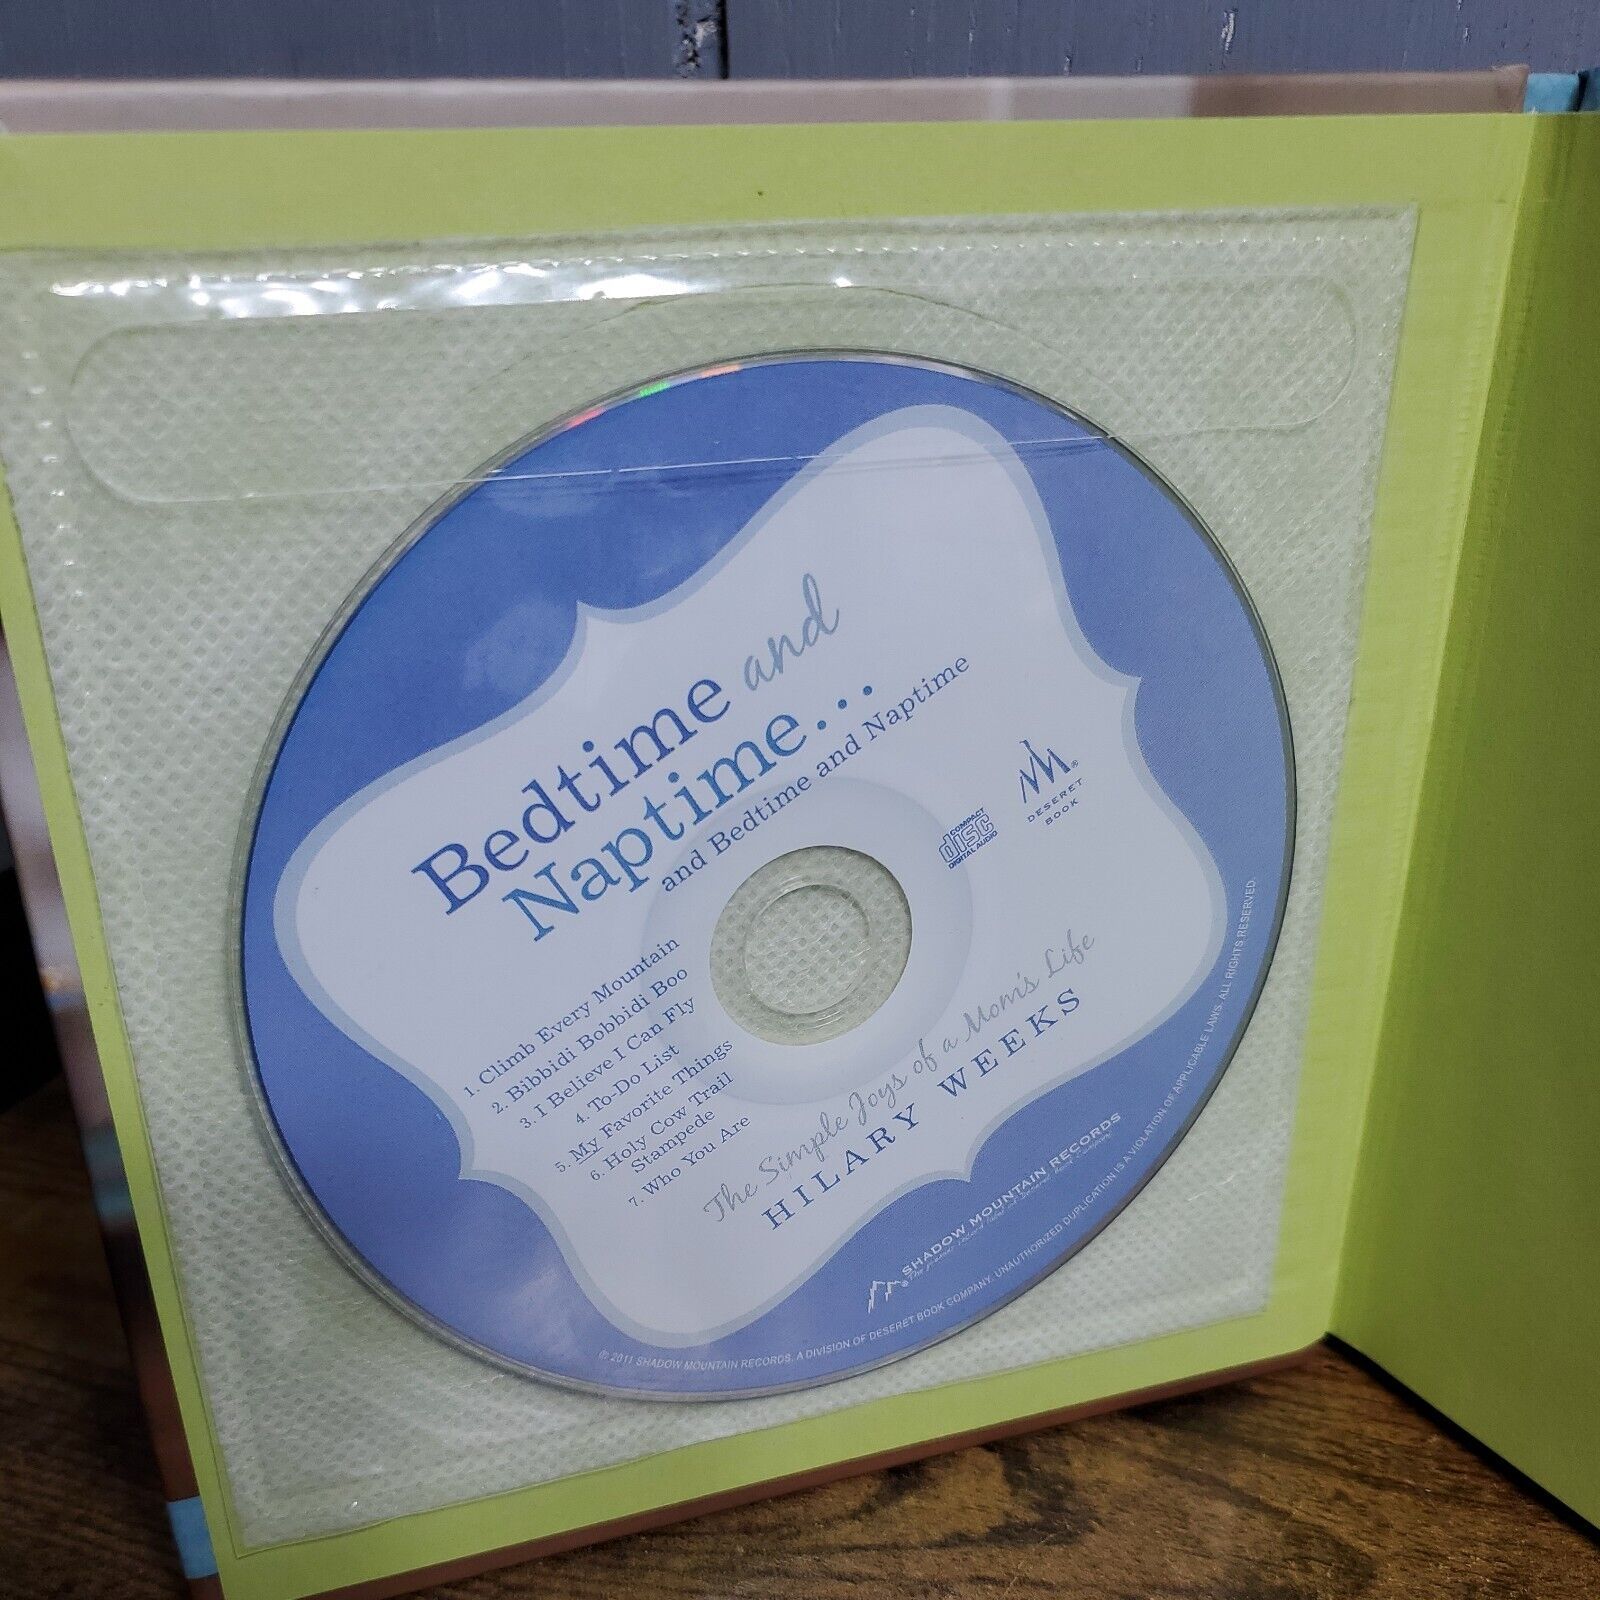 Bedtime and
Naptime...
and Bedtime and Naptime
COMPACT
disc
DIGITAL AUDIO
®
DESERET
BOOK
1. Climb Every Mountain
2. Bibbidi Bobbidi Boo
3. I Believe I Can Fly
4. To-Do List
5. My Favorite Things
6. Holy Cow Trail
Stampede
7. Who You Are
The Simple Joys of a Mom's Life
HILARY WEEKS
SHADOW MOUNTAIN RECORDS
®
℗ 2011 SHADOW MOUNTAIN RECORDS, A DIVISION OF DESERET BOOK COMPANY. UNAUTHORIZED DUPLICATION IS A VIOLATION OF APPLICABLE LAWS. ALL RIGHTS RESERVED.